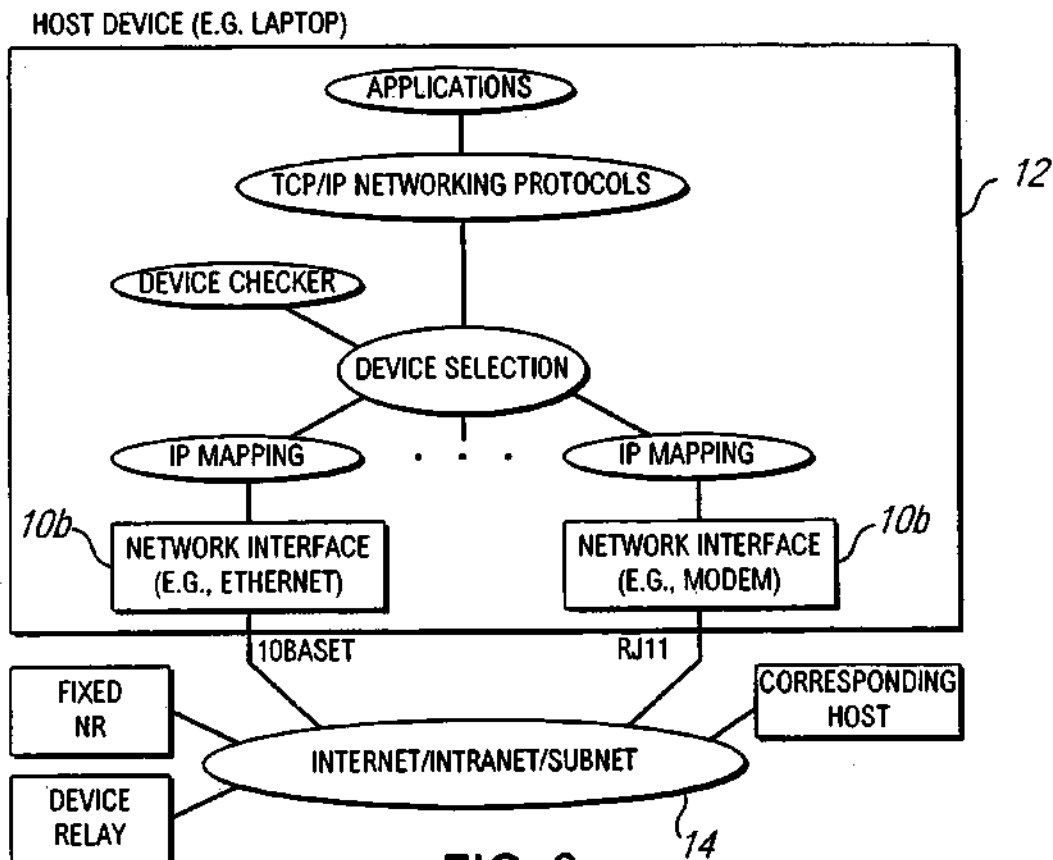 HOST DEVICE (E.G. LAPTOP)
APPLICATIONS
TCP/IP NETWORKING PROTOCOLS
12
DEVICE CHECKER
DEVICE SELECTION
IP MAPPING
. . .
IP MAPPING
10b
NETWORK INTERFACE
(E.G., ETHERNET)
NETWORK INTERFACE
(E.G., MODEM)
10b
10BASET
RJ11
FIXED
NR
CORRESPONDING
HOST
INTERNET/INTRANET/SUBNET
DEVICE
RELAY
14